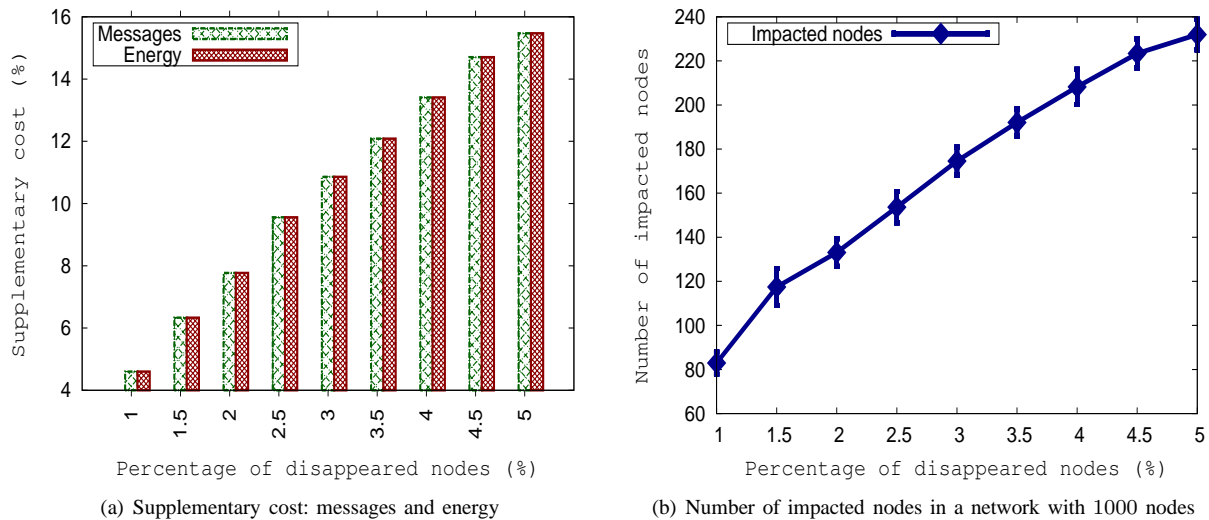 16
14
12
10
8
6
4
Supplementary cost (%)
Messages
Energy
1
1.5
2
2.5
3
3.5
4
4.5
5
Percentage of disappeared nodes (%)
(a) Supplementary cost: messages and energy
240
220
200
180
160
140
120
100
80
60
Number of impacted nodes
Impacted nodes
1 1.5 2 2.5 3 3.5 4 4.5 5
Percentage of disappeared nodes (%)
(b) Number of impacted nodes in a network with 1000 nodes